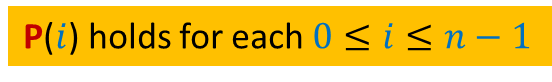 P(i) holds for each 0 ≤ i ≤ n − 1